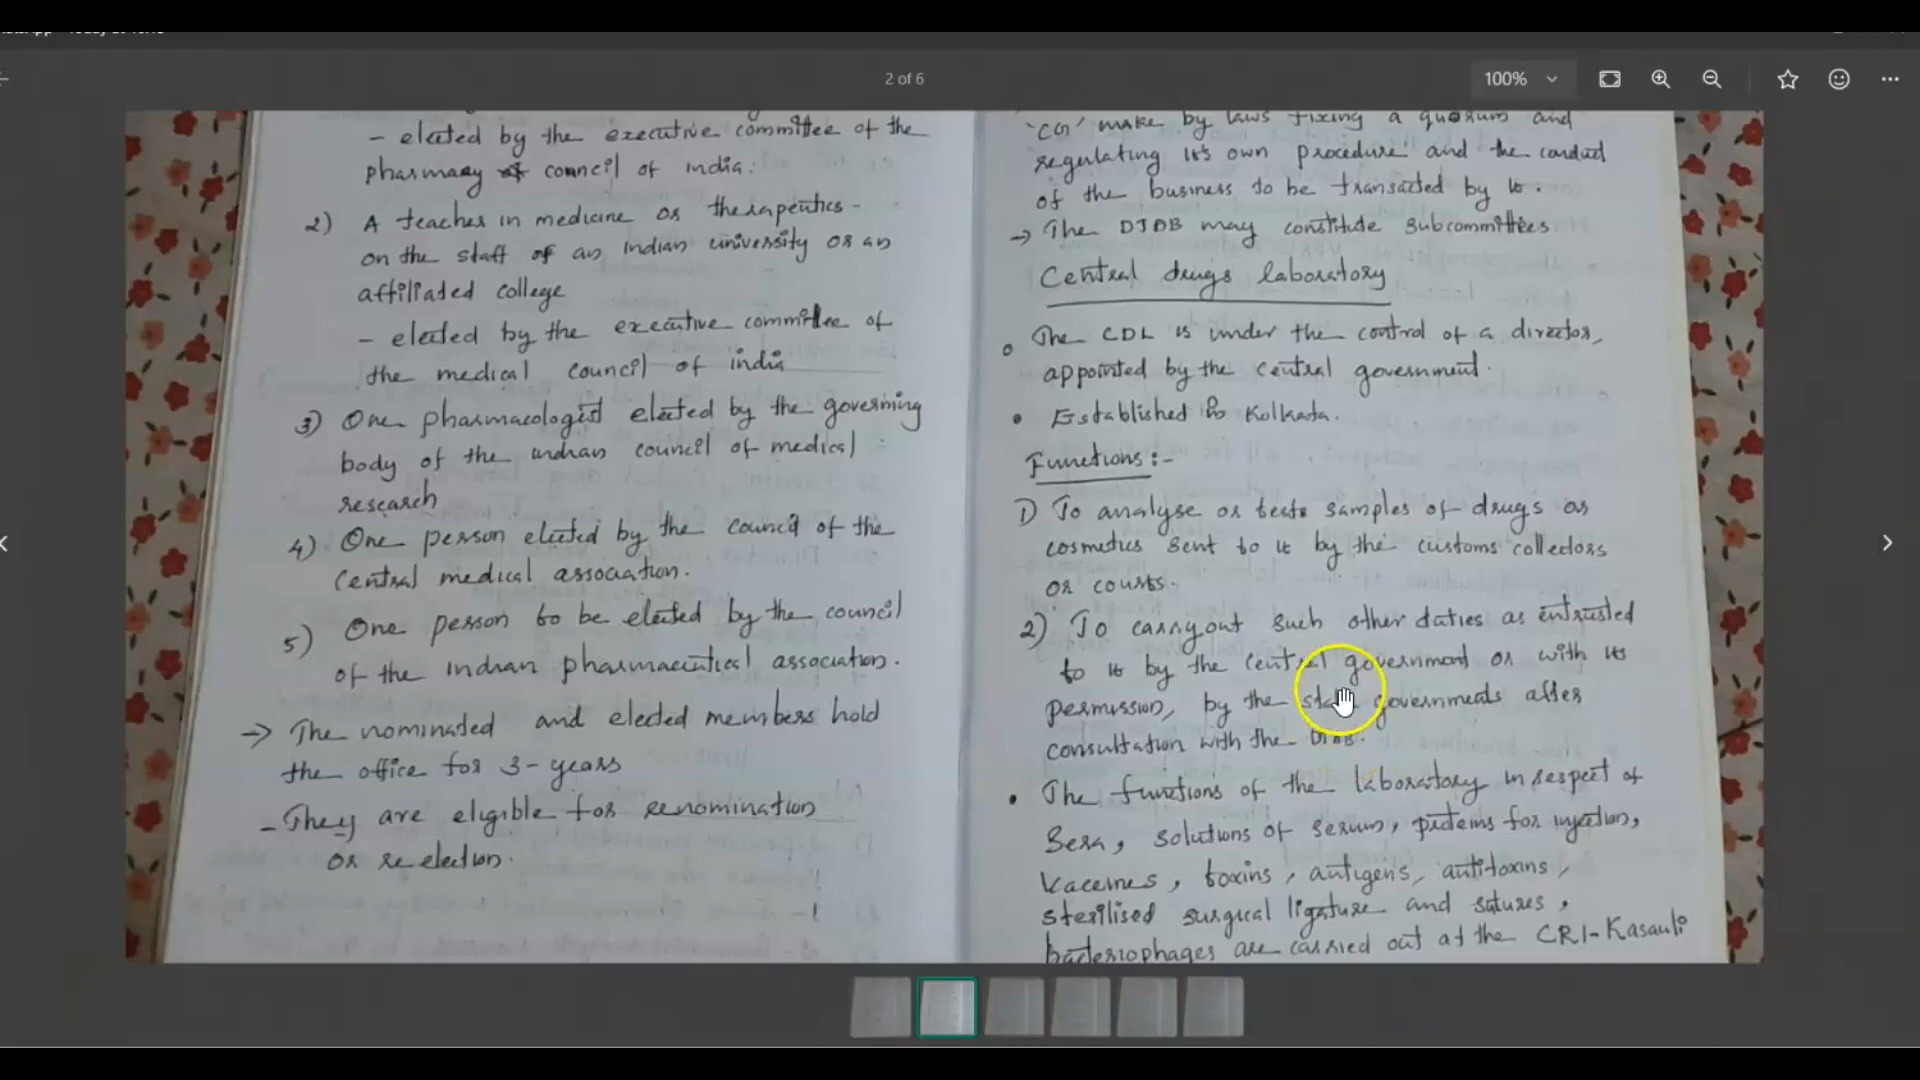 2 of 6
100%
- elected by the executive committee of the
pharmacy of council of india.
2) A teacher in medicine or therapeutics -
on the staff of an indian university or an
affiliated college
- elected by the executive committee of
the medical council of india
3) One pharmacologist elected by the governing
body of the indian council of medical
research
4) One person elected by the council of the
Central medical association.
5) One person to be elected by the council
of the indian pharmaceutical association.
-> The nominated and elected members hold
the office for 3-years
- They are eligible for renomination
or re election.
'CG' make by laws fixing a quorum and
regulating it's own procedure and the conduct
of the business to be transacted by it.
-> The DTAB may constitute subcommittees
Central drugs laboratory
The CDL is under the control of a director,
appointed by the central government.
• Established in Kolkata.
Functions :-
1) To analyse or test samples of drugs or
cosmetics sent to it by the customs collectors
or courts.
2) To carry out such other duties as entrusted
to it by the central government or with its
permission, by the state governments after
consultation with the DTAB.
• The functions of the laboratory in respect of
Sera, solutions of serum, proteins for injection,
Vaccines, toxins, antigens, antitoxins,
sterilised surgical ligature and sutures,
bacteriophages are carried out at the CRI-Kasauli